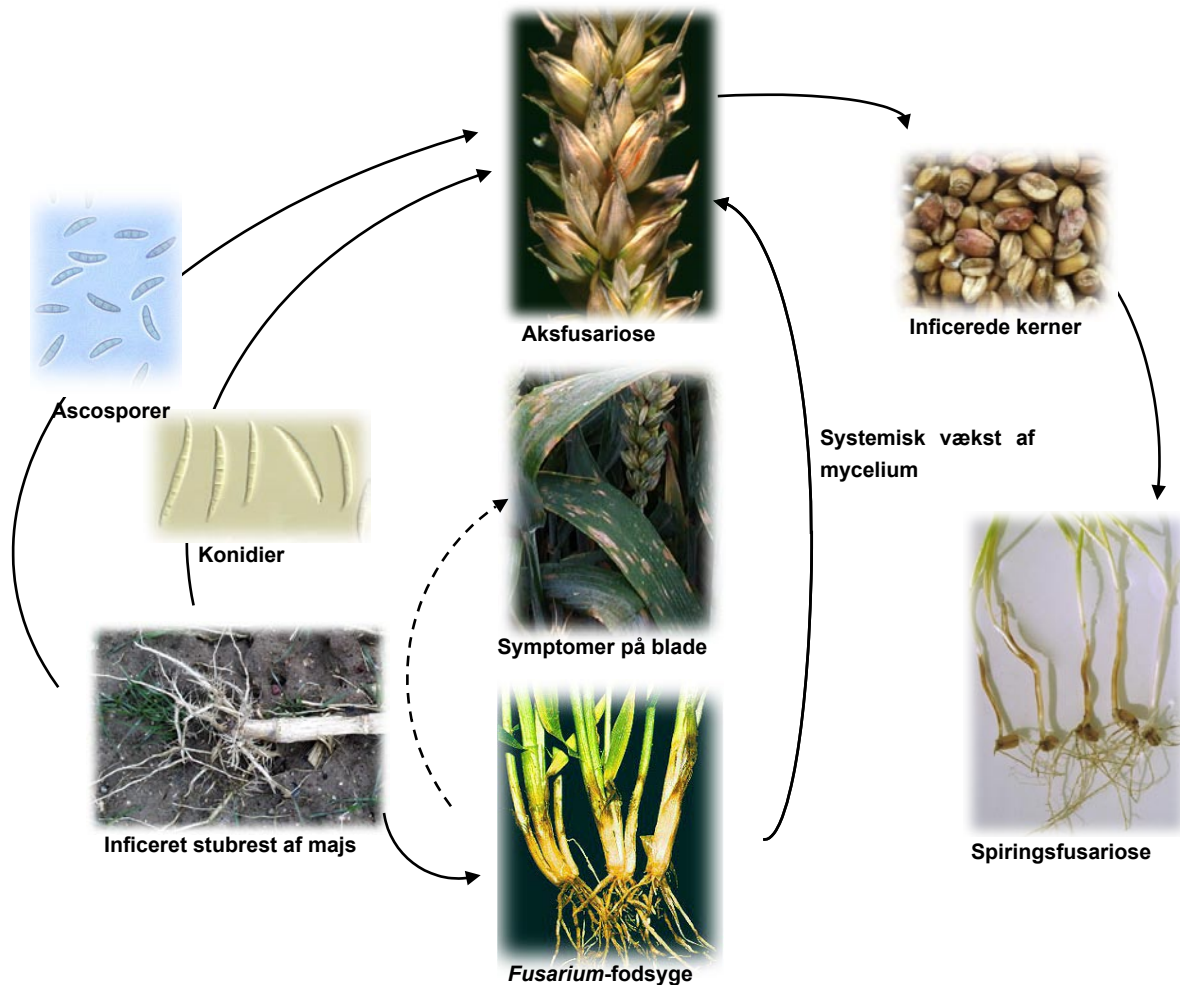 Aksfusariose
Inficerede kerner
Ascosporer
Systemisk vækst af
mycelium
Konidier
Symptomer på blade
Inficeret stubrest af majs
Spiringsfusariose
Fusarium-fodsyge